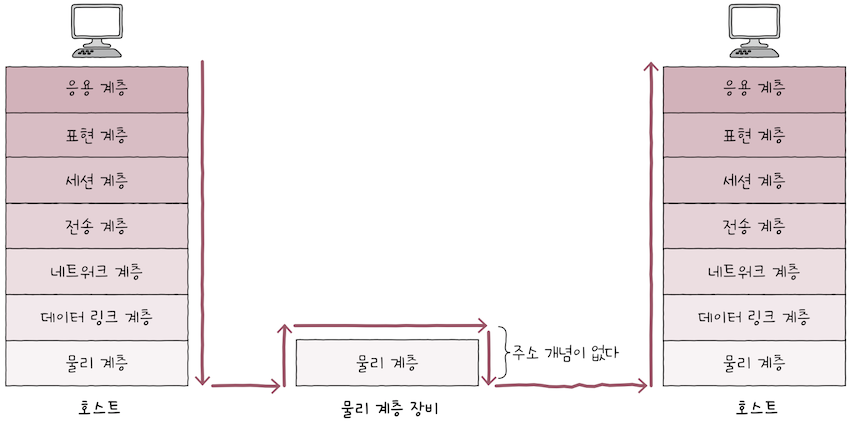 응용 계층
표현 계층
세션 계층
전송 계층
네트워크 계층
데이터 링크 계층
물리 계층
호스트
물리 계층
주소 개념이 없다
물리 계층 장비
응용 계층
표현 계층
세션 계층
전송 계층
네트워크 계층
데이터 링크 계층
물리 계층
호스트